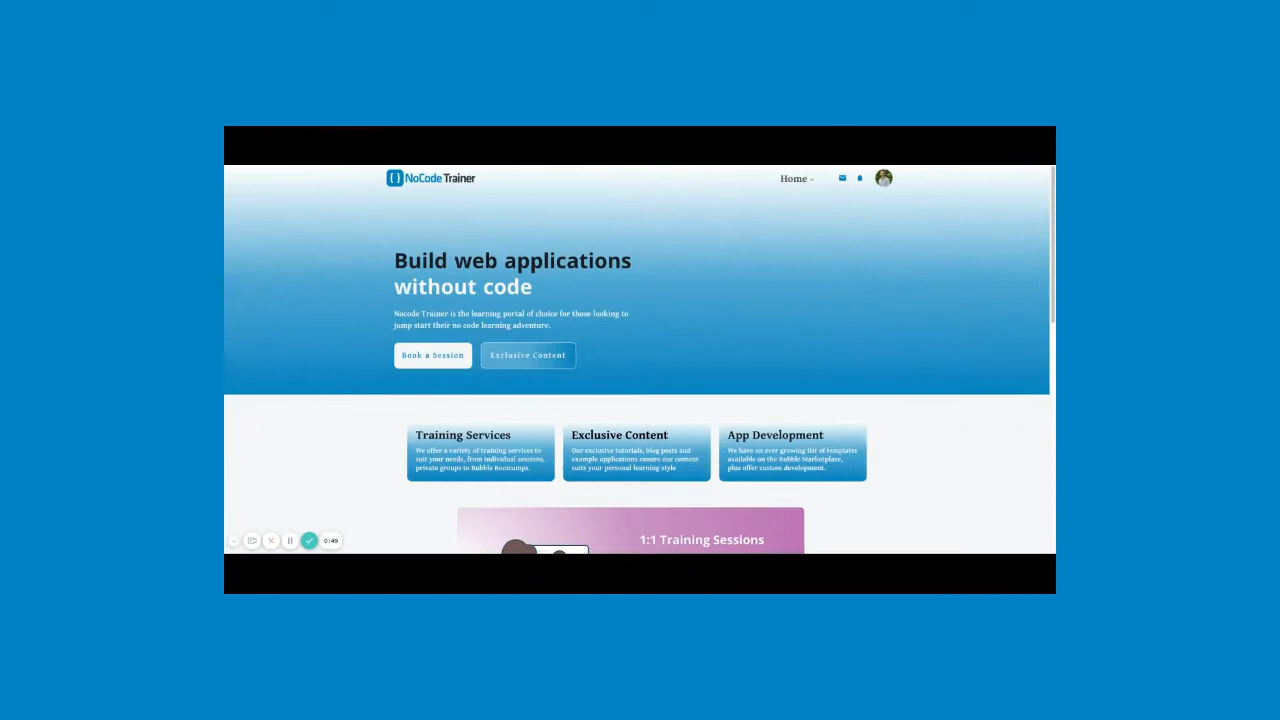 NoCode Trainer
Home
Build web applications
without code
Nocode Trainer is the learning portal of choice for those looking to
jump start their no code learning adventure.
Book a Session
Exclusive Content
Training Services
We offer a variety of training services to
suit your needs, from individual sessions,
private groups to Bubble Bootcamps.
Exclusive Content
Our exclusive tutorials, blog posts and
example applications ensure our content
suits your personal learning style
App Development
We have an ever growing list of templates
available on the Bubble Marketplace,
plus offer custom development.
1:1 Training Sessions
0:49